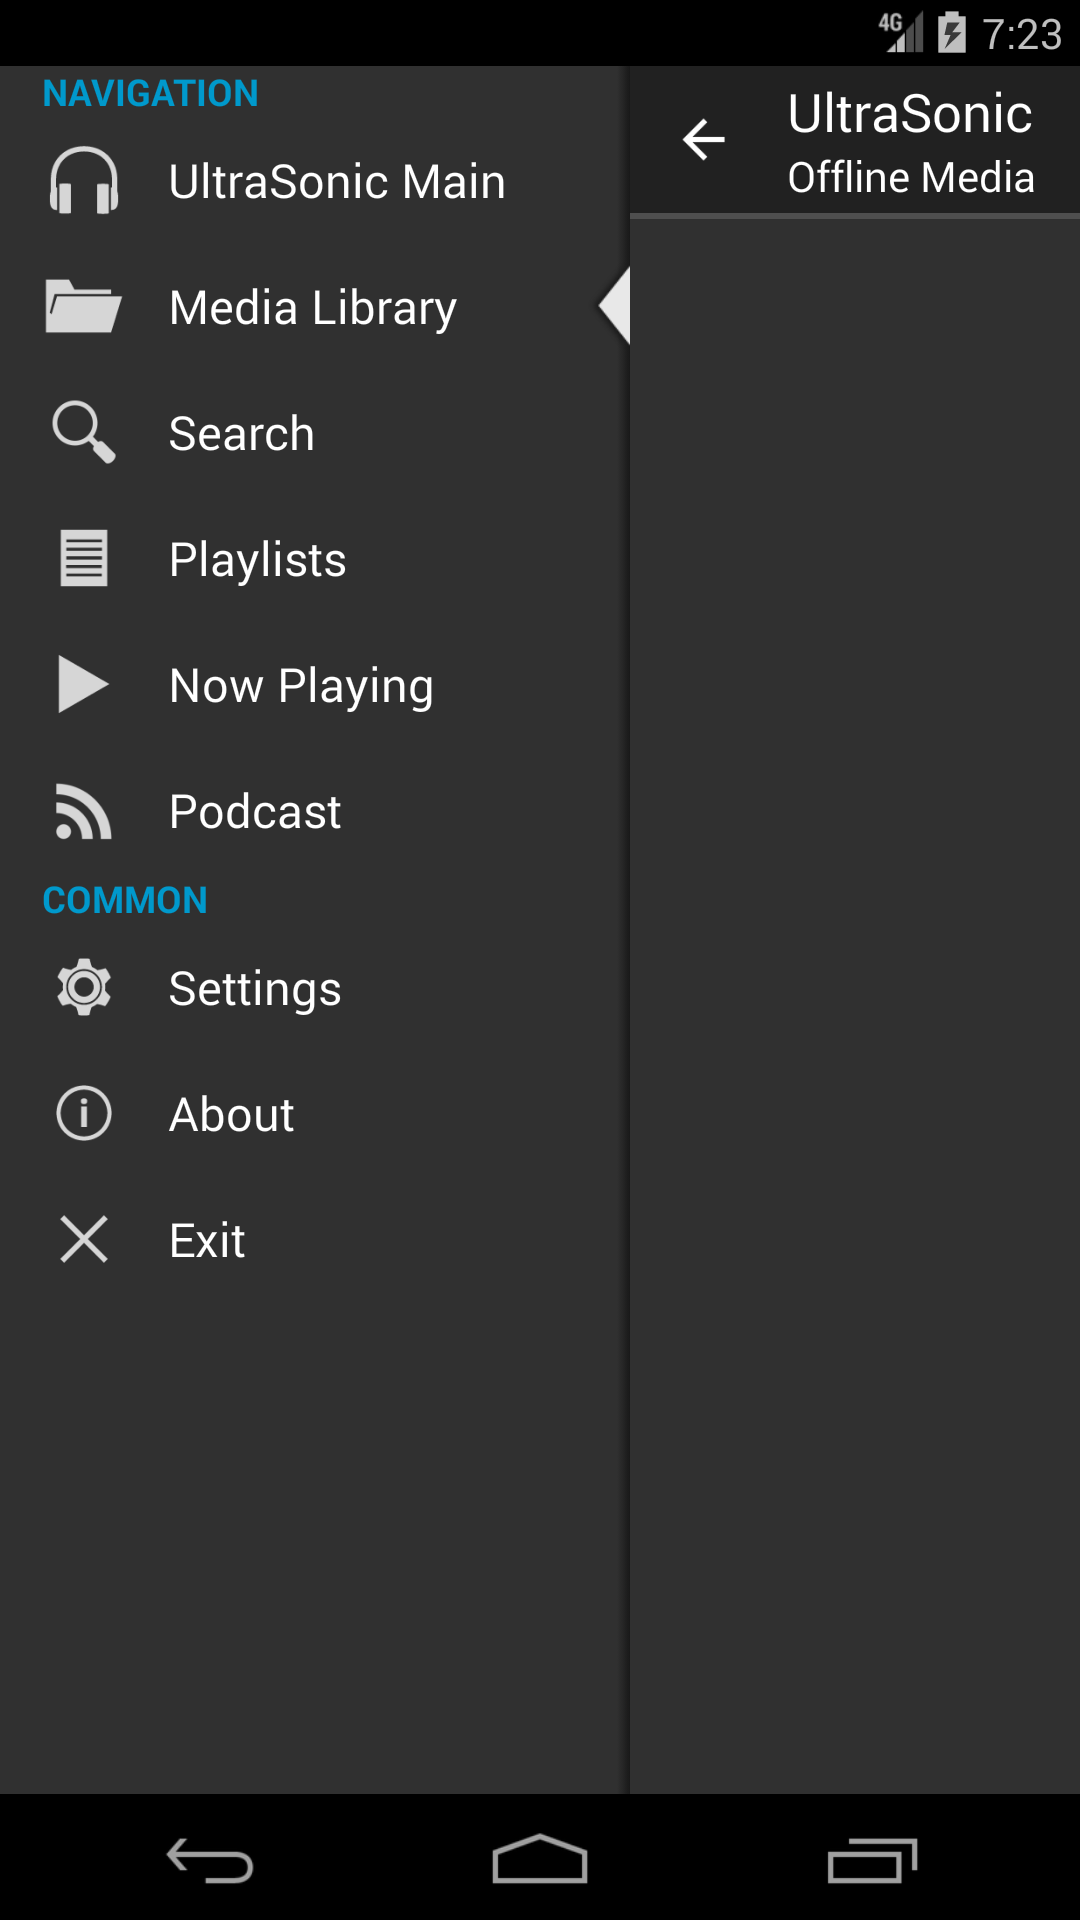 4G 7:23
NAVIGATION
UltraSonic Main
Media Library
Search
Playlists
Now Playing
Podcast
COMMON
Settings
About
Exit
UltraSonic
Offline Media